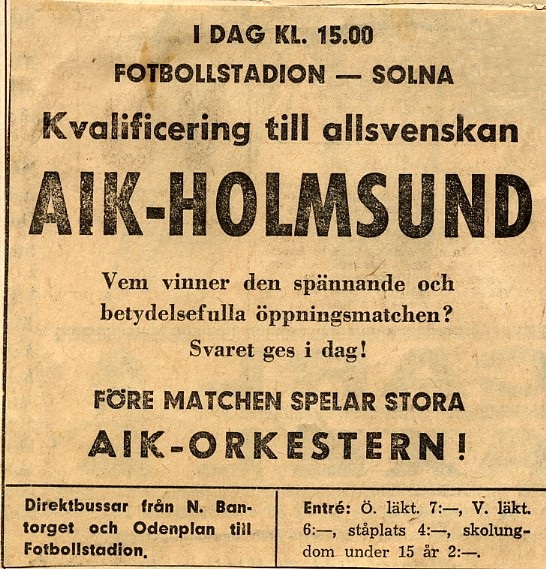 I DAG KL. 15.00
FOTBOLLSTADION — SOLNA
Kvalificering till allsvenskan
AIK-HOLMSUND
Vem vinner den spännande och
betydelsefulla öppningsmatchen?
Svaret ges i dag!
FÖRE MATCHEN SPELAR STORA
AIK-ORKESTERN!
Direktbussar från N. Ban-
torget och Odenplan till
Fotbollstadion.
Entré: Ö. läkt. 7:—, V. läkt.
6:—, ståplats 4:—, skolung-
dom under 15 år 2:—.